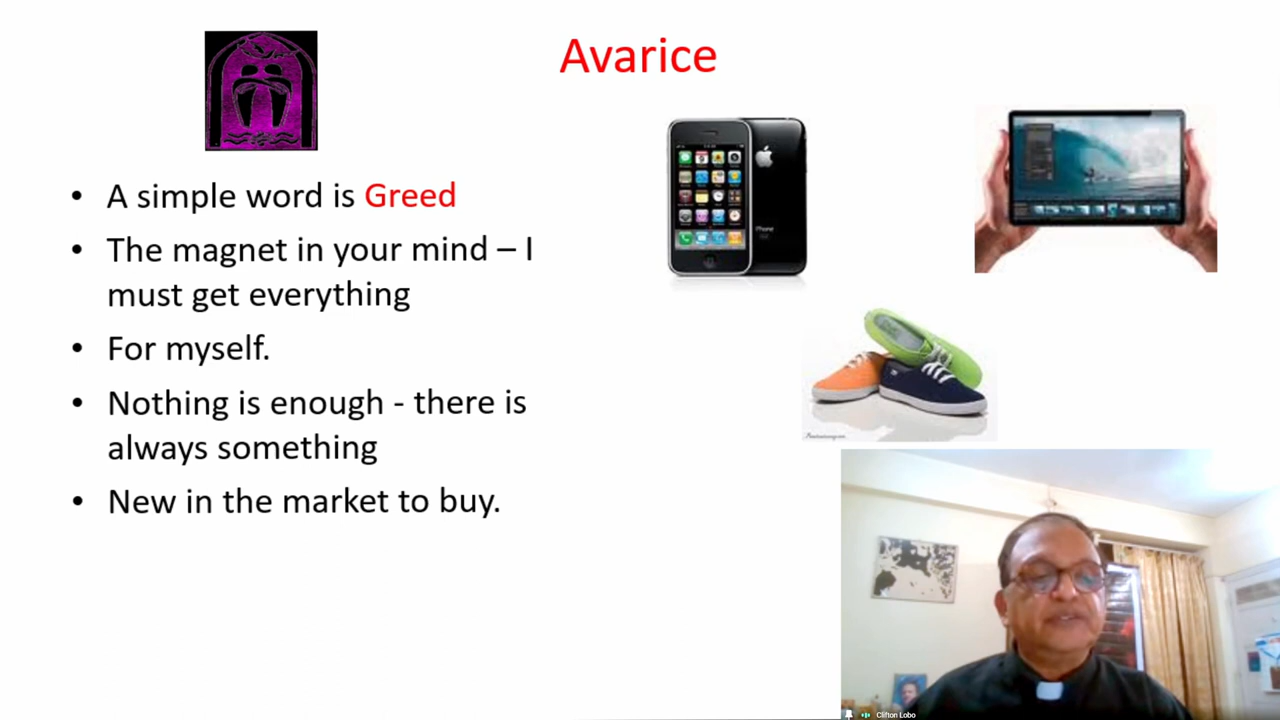 Avarice
• A simple word is Greed
• The magnet in your mind – I
must get everything
• For myself.
• Nothing is enough - there is
always something
• New in the market to buy.
iPhone
Clifton Lobo